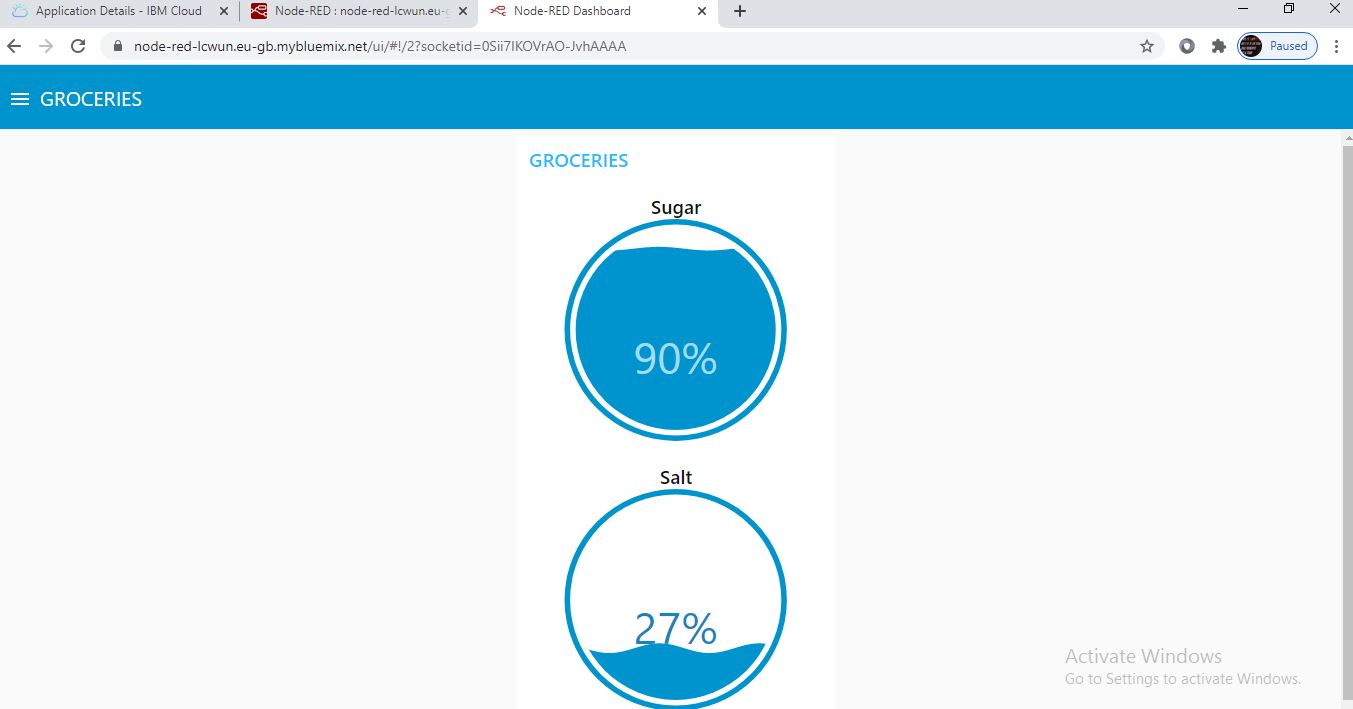 Application Details - IBM Cloud
Node-RED : node-red-lcwun.eu-g
Node-RED Dashboard
node-red-lcwun.eu-gb.mybluemix.net/ui/#!/2?socketid=0Sii7IKOVrAO-JvhAAAA
Paused
GROCERIES
GROCERIES
Sugar
90%
Salt
27%
Activate Windows
Go to Settings to activate Windows.